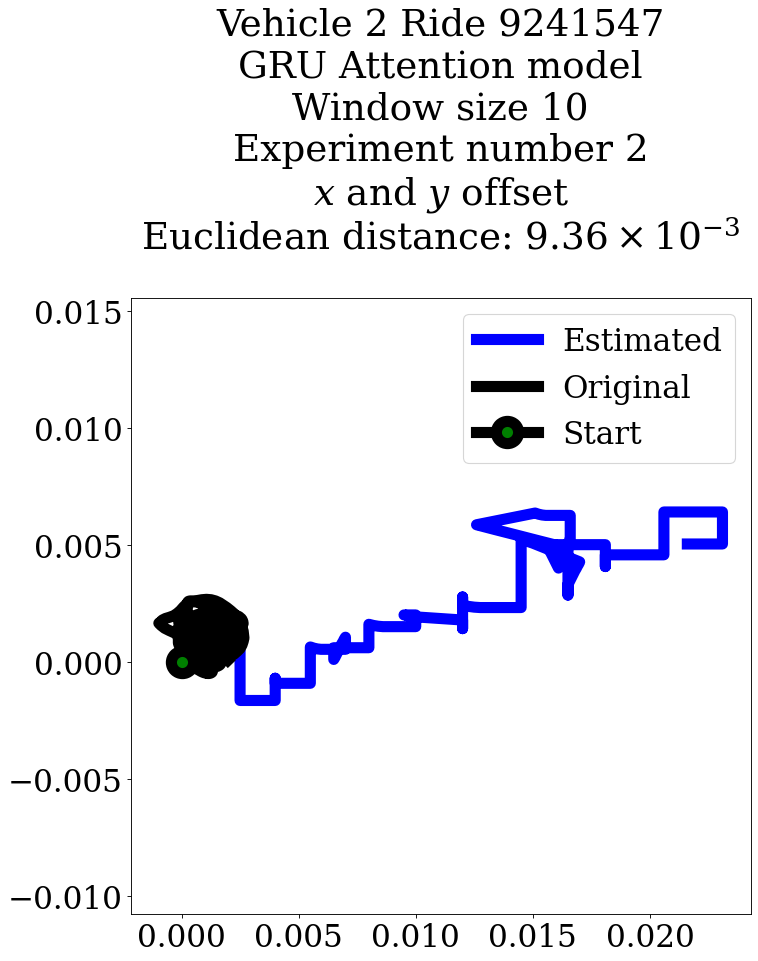 Vehicle 2 Ride 9241547
GRU Attention model
Window size 10
Experiment number 2
x and y offset
Euclidean distance: 9.36 × 10⁻³
Estimated
Original
Start
0.015
0.010
0.005
0.000
−0.005
−0.010
0.000 0.005 0.010 0.015 0.020